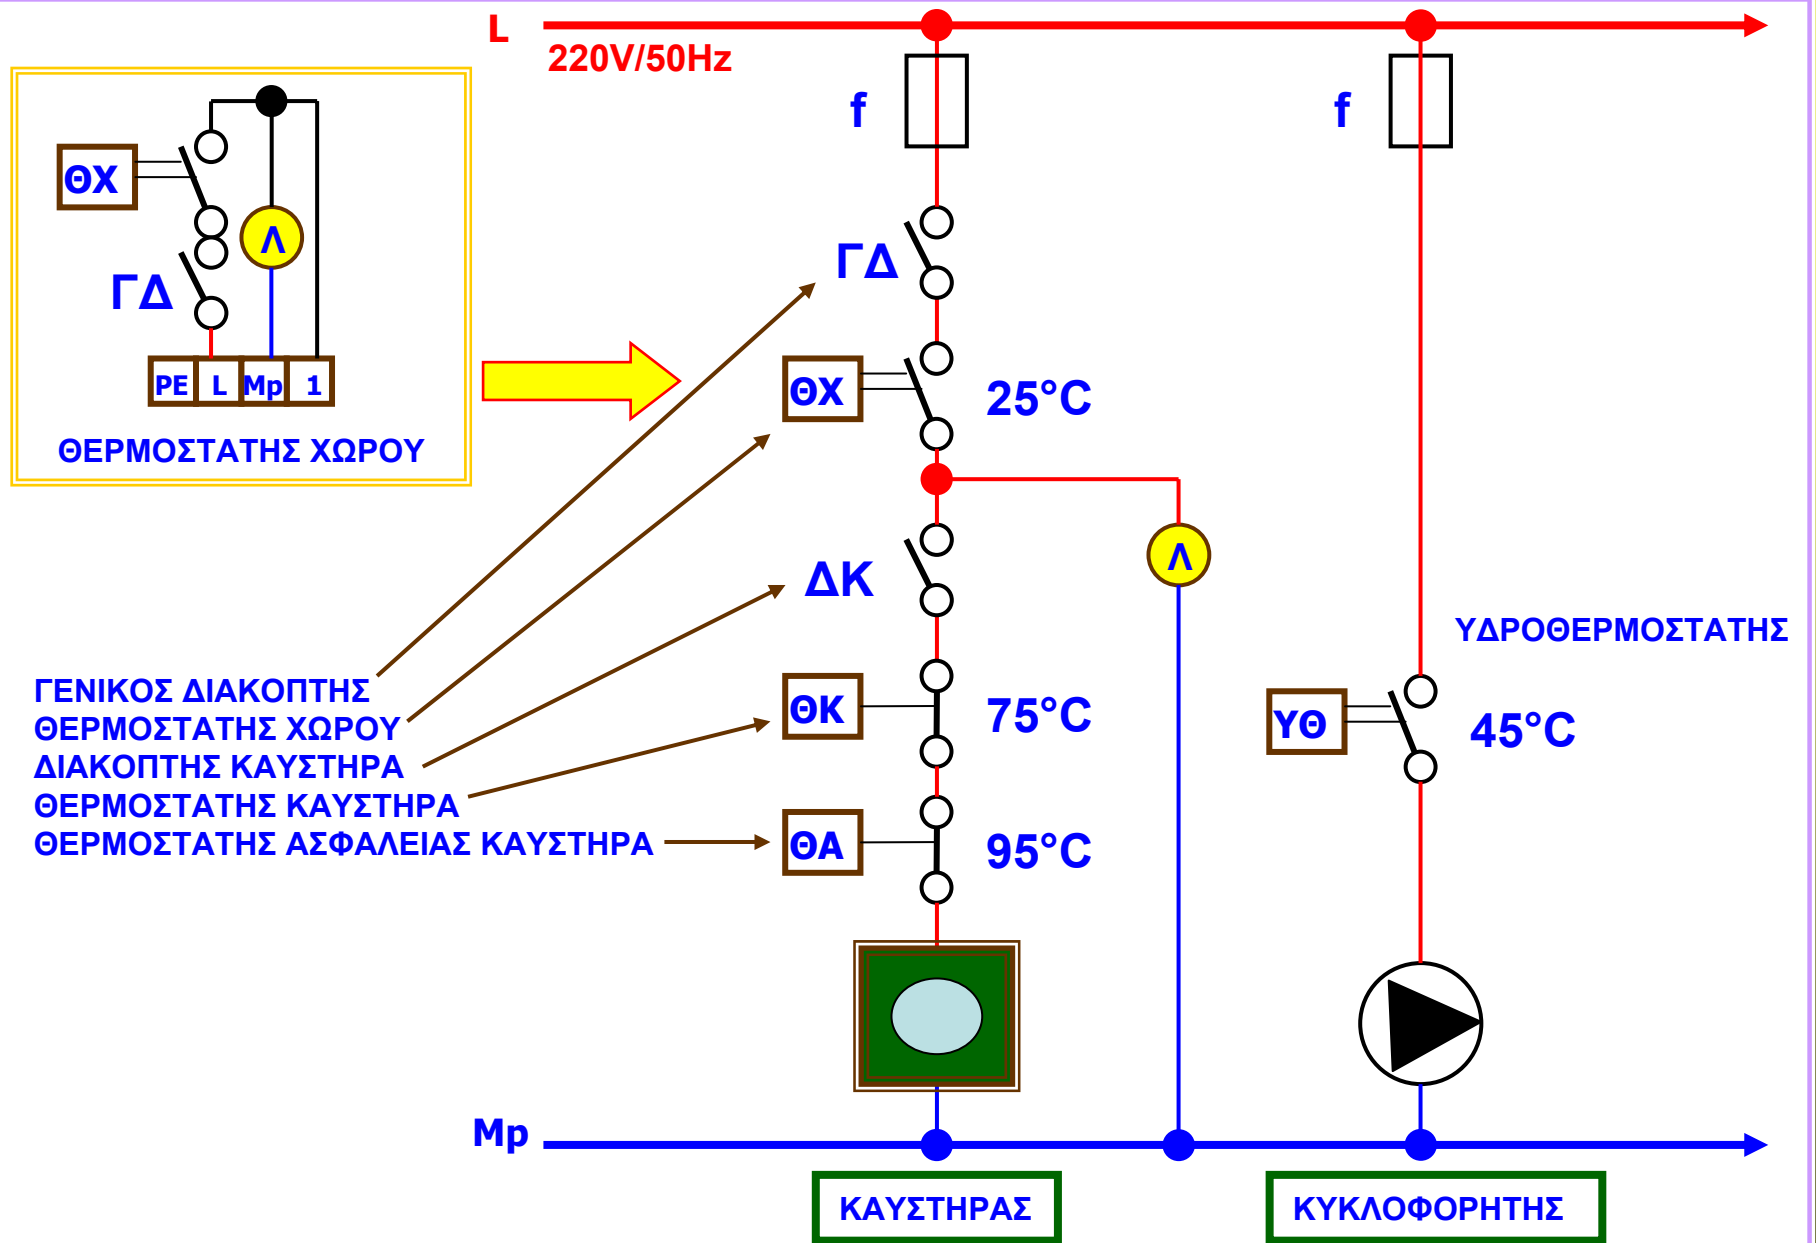 L
220V/50Hz
f
f
ΘΧ
Λ
ΓΔ
PE L Mp 1
ΘΕΡΜΟΣΤΑΤΗΣ ΧΩΡΟΥ
ΓΔ
ΘΧ
25°C
ΔΚ
Λ
ΥΔΡΟΘΕΡΜΟΣΤΑΤΗΣ
ΓΕΝΙΚΟΣ ΔΙΑΚΟΠΤΗΣ
ΘΕΡΜΟΣΤΑΤΗΣ ΧΩΡΟΥ
ΔΙΑΚΟΠΤΗΣ ΚΑΥΣΤΗΡΑ
ΘΕΡΜΟΣΤΑΤΗΣ ΚΑΥΣΤΗΡΑ
ΘΕΡΜΟΣΤΑΤΗΣ ΑΣΦΑΛΕΙΑΣ ΚΑΥΣΤΗΡΑ
ΘΚ
75°C
ΥΘ
45°C
ΘΑ
95°C
Mp
ΚΑΥΣΤΗΡΑΣ
ΚΥΚΛΟΦΟΡΗΤΗΣ